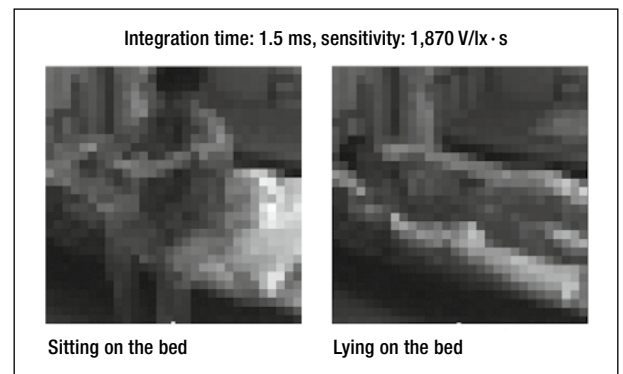 Integration time: 1.5 ms, sensitivity: 1,870 V/lx · s
Sitting on the bed
Lying on the bed